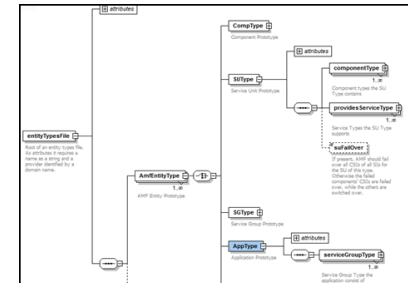 attributes
CompType
Component Prototype
attributes
componentType
1..∞
Component types the SU
Type contains
SUType
Service Unit Prototype
providesServiceType
1..∞
Service Types the SU Type
supports
entityTypesFile
Root of an entity types file.
As attributes it requires a
name as a string and a
provider identified by a
domain name.
suFailOver
If present, AMF should fail
over all CSIs of all SIs for
the SU of this type.
Otherwise the failed
components' CSIs are failed
over, while the others are
switched over.
AmfEntityType
1..∞
AMF Entity Prototype
SGType
Service Group Prototype
attributes
AppType
Application Prototype
serviceGroupType
1..∞
Service Group Type the
application consist of